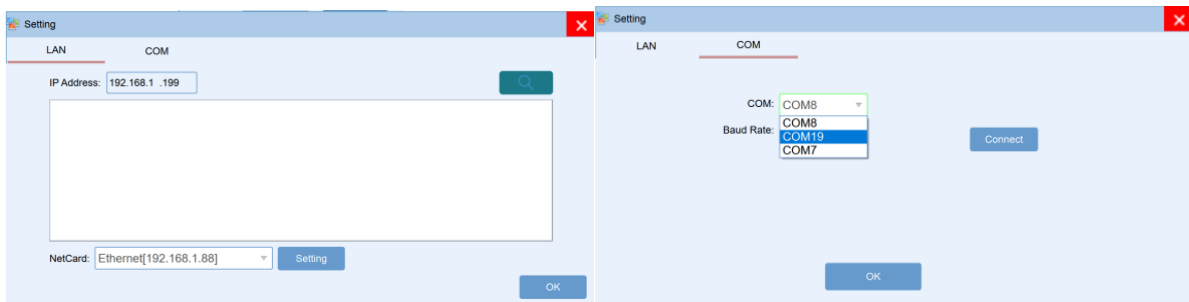 Setting
LAN COM
IP Address: 192.168.1 .199
NetCard: Ethernet[192.168.1.88] Setting
OK
Setting
LAN COM
COM: COM8
COM8
Baud Rate: COM19
COM7
Connect
OK